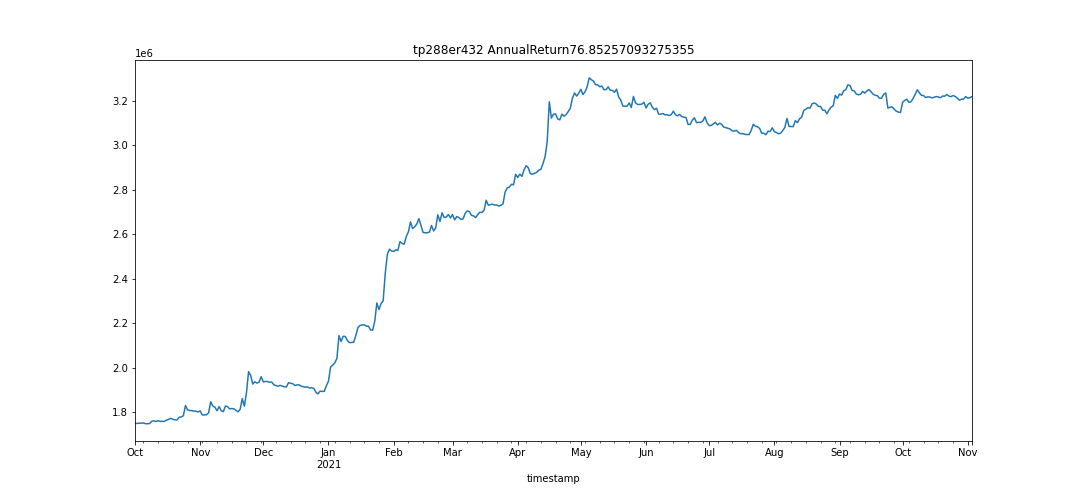 tp288er432 AnnualReturn76.85257093275355
1e6
3.2
3.0
2.8
2.6
2.4
2.2
2.0
1.8
Oct Nov Dec Jan Feb Mar Apr May Jun Jul Aug Sep Oct Nov
2021
timestamp